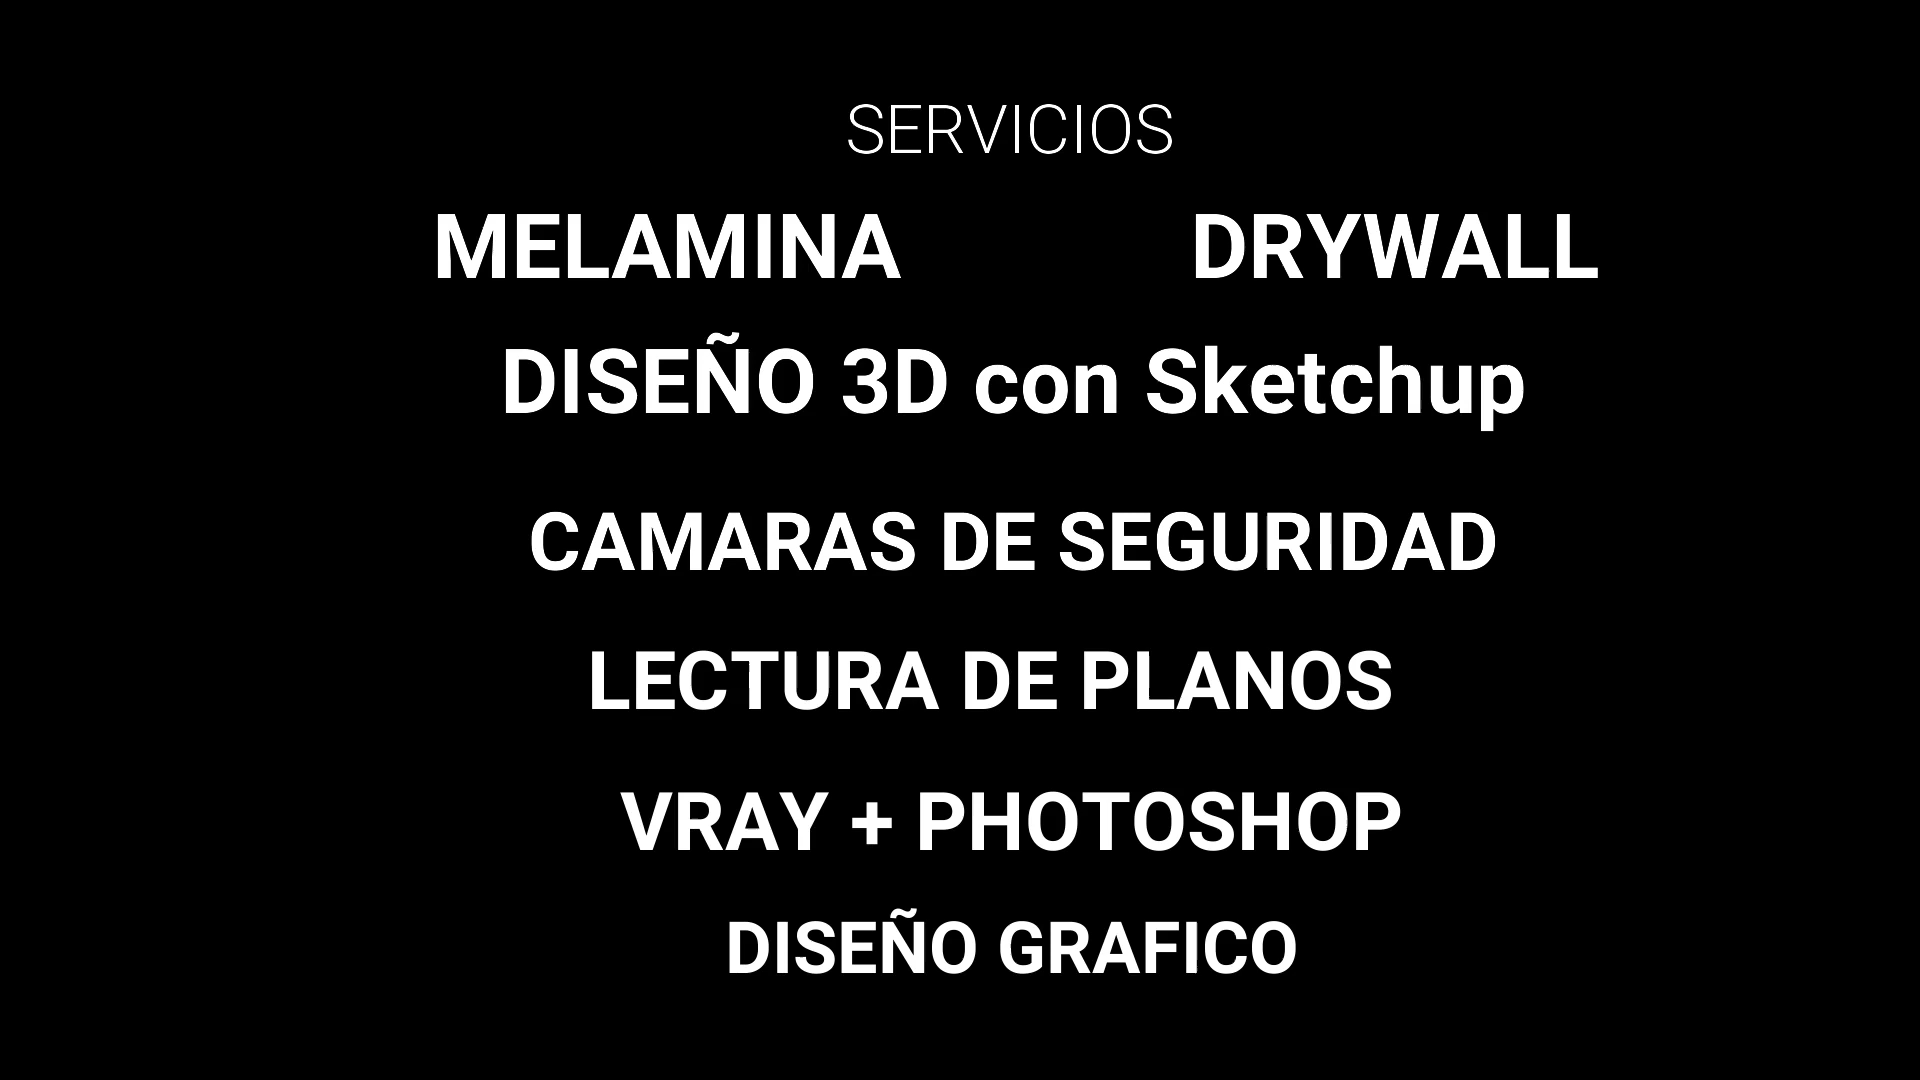 SERVICIOS
MELAMINA DRYWALL
DISEÑO 3D con Sketchup
CAMARAS DE SEGURIDAD
LECTURA DE PLANOS
VRAY + PHOTOSHOP
DISEÑO GRAFICO